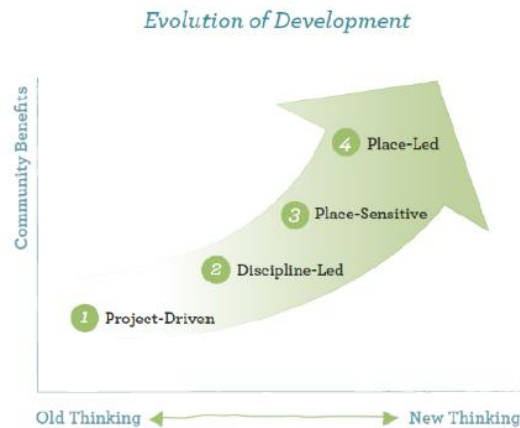 Evolution of Development
Community Benefits
4 Place-Led
3 Place-Sensitive
2 Discipline-Led
1 Project-Driven
Old Thinking
New Thinking